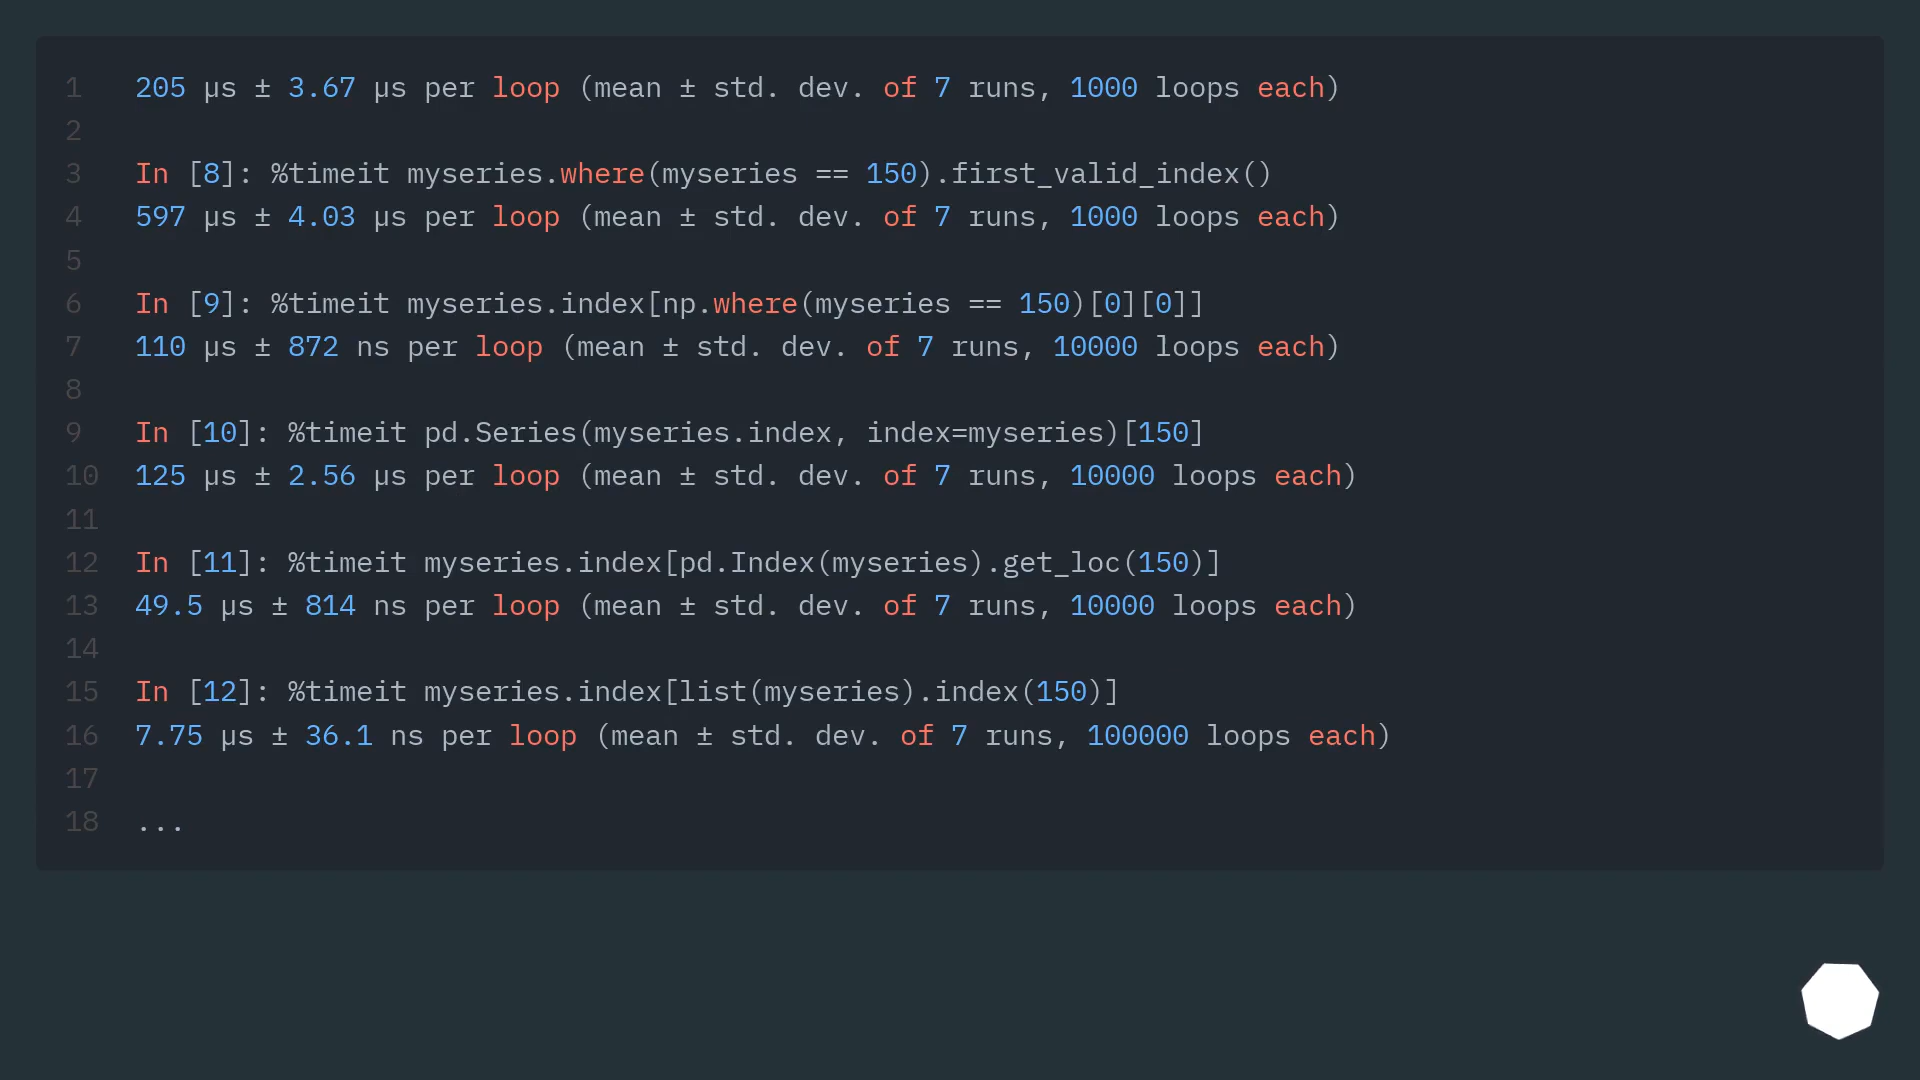 1 205 µs ± 3.67 µs per loop (mean ± std. dev. of 7 runs, 1000 loops each)
2
3 In [8]: %timeit myseries.where(myseries == 150).first_valid_index()
4 597 µs ± 4.03 µs per loop (mean ± std. dev. of 7 runs, 1000 loops each)
5
6 In [9]: %timeit myseries.index[np.where(myseries == 150)[0][0]]
7 110 µs ± 872 ns per loop (mean ± std. dev. of 7 runs, 10000 loops each)
8
9 In [10]: %timeit pd.Series(myseries.index, index=myseries)[150]
10 125 µs ± 2.56 µs per loop (mean ± std. dev. of 7 runs, 10000 loops each)
11
12 In [11]: %timeit myseries.index[pd.Index(myseries).get_loc(150)]
13 49.5 µs ± 814 ns per loop (mean ± std. dev. of 7 runs, 10000 loops each)
14
15 In [12]: %timeit myseries.index[list(myseries).index(150)]
16 7.75 µs ± 36.1 ns per loop (mean ± std. dev. of 7 runs, 100000 loops each)
17
18 ...